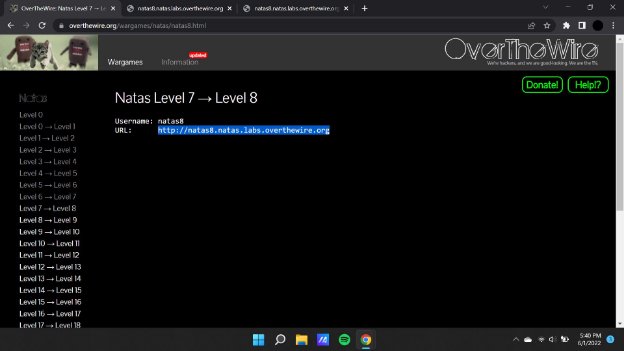 OverTheWire: Natas Level 7 → Le
natas8.natas.labs.overthewire.org
natas8.natas.labs.overthewire.org
overthewire.org/wargames/natas/natas8.html
Wargames
Information
updated
OverTheWire
We're hackers, and we are good-looking. We are the 1%.
Donate!
Help!?
Natas
Level 0
Level 0 → Level 1
Level 1 → Level 2
Level 2 → Level 3
Level 3 → Level 4
Level 4 → Level 5
Level 5 → Level 6
Level 6 → Level 7
Level 7 → Level 8
Level 8 → Level 9
Level 9 → Level 10
Level 10 → Level 11
Level 11 → Level 12
Level 12 → Level 13
Level 13 → Level 14
Level 14 → Level 15
Level 15 → Level 16
Level 16 → Level 17
Level 17 → Level 18
Natas Level 7 → Level 8
Username: natas8
URL: http://natas8.natas.labs.overthewire.org
5:40 PM
6/1/2022